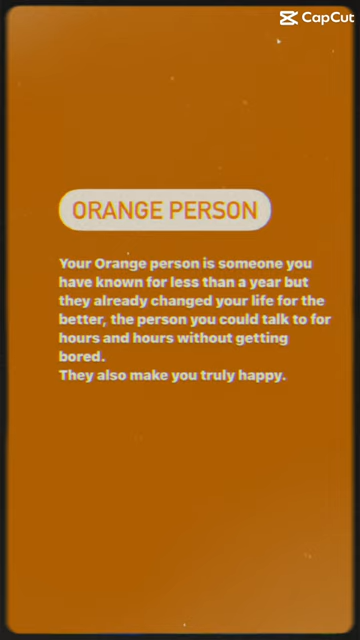 CapCut
ORANGE PERSON
Your Orange person is someone you
have known for less than a year but
they already changed your life for the
better, the person you could talk to for
hours and hours without getting
bored.
They also make you truly happy.